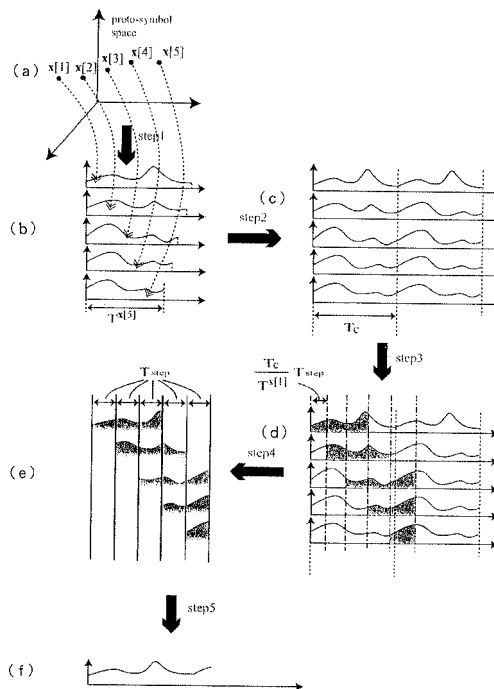 proto-symbol
space
(a)
x[1]
x[2]
x[3]
x[4]
x[5]
step1
(b)
T^x[5]
step2
(c)
Tc
step3
Tc
T^x[1]
Tstep
(d)
step4
Tstep
(e)
step5
(f)